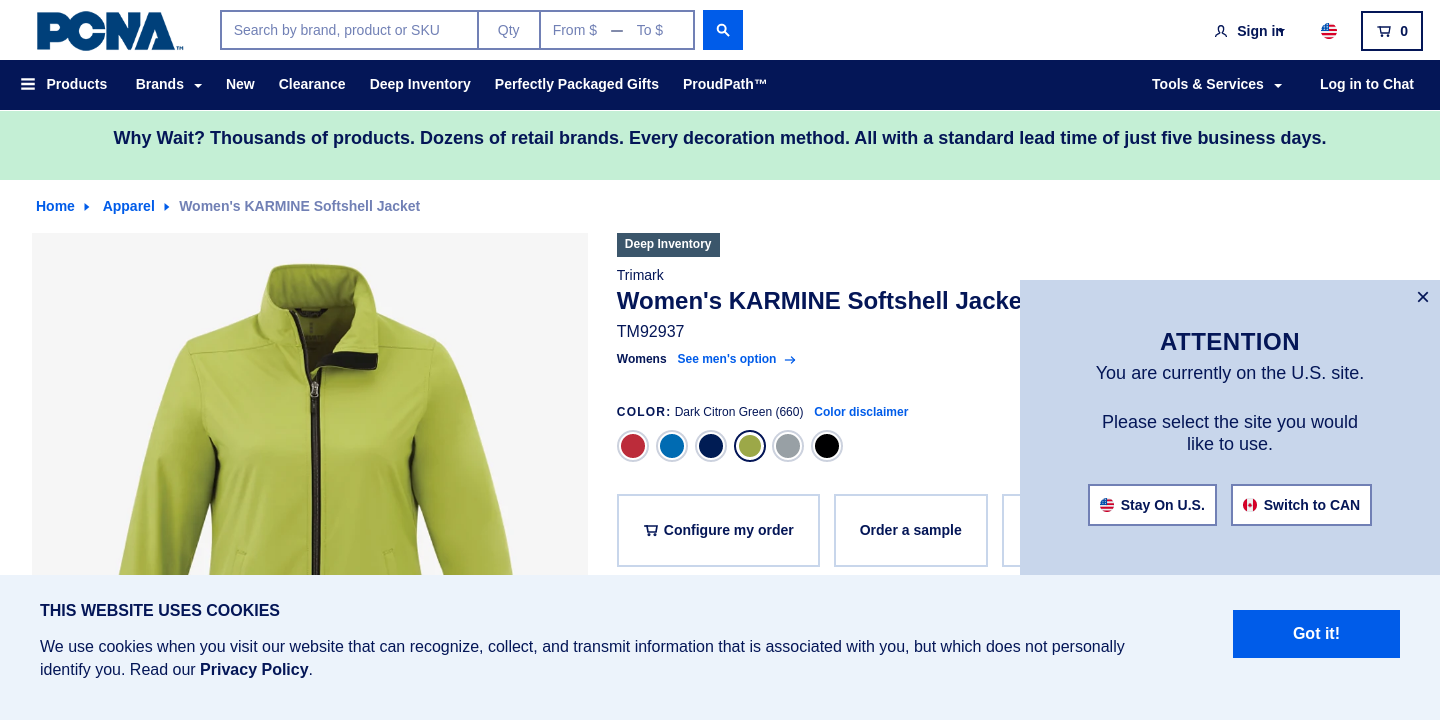 PCNA™
Search by brand, product or SKU
Qty
From $ — To $
Sign in
0
Products
Brands
New
Clearance
Deep Inventory
Perfectly Packaged Gifts
ProudPath™
Tools & Services
Log in to Chat
Why Wait? Thousands of products. Dozens of retail brands. Every decoration method. All with a standard lead time of just five business days.
Home
Apparel
Women's KARMINE Softshell Jacket
Deep Inventory
Trimark
Women's KARMINE Softshell Jacke
TM92937
Womens See men's option
COLOR: Dark Citron Green (660) Color disclaimer
Configure my order
Order a sample
×
ATTENTION
You are currently on the U.S. site.
Please select the site you would
like to use.
Stay On U.S.
Switch to CAN
THIS WEBSITE USES COOKIES
We use cookies when you visit our website that can recognize, collect, and transmit information that is associated with you, but which does not personally
identify you. Read our Privacy Policy.
Got it!